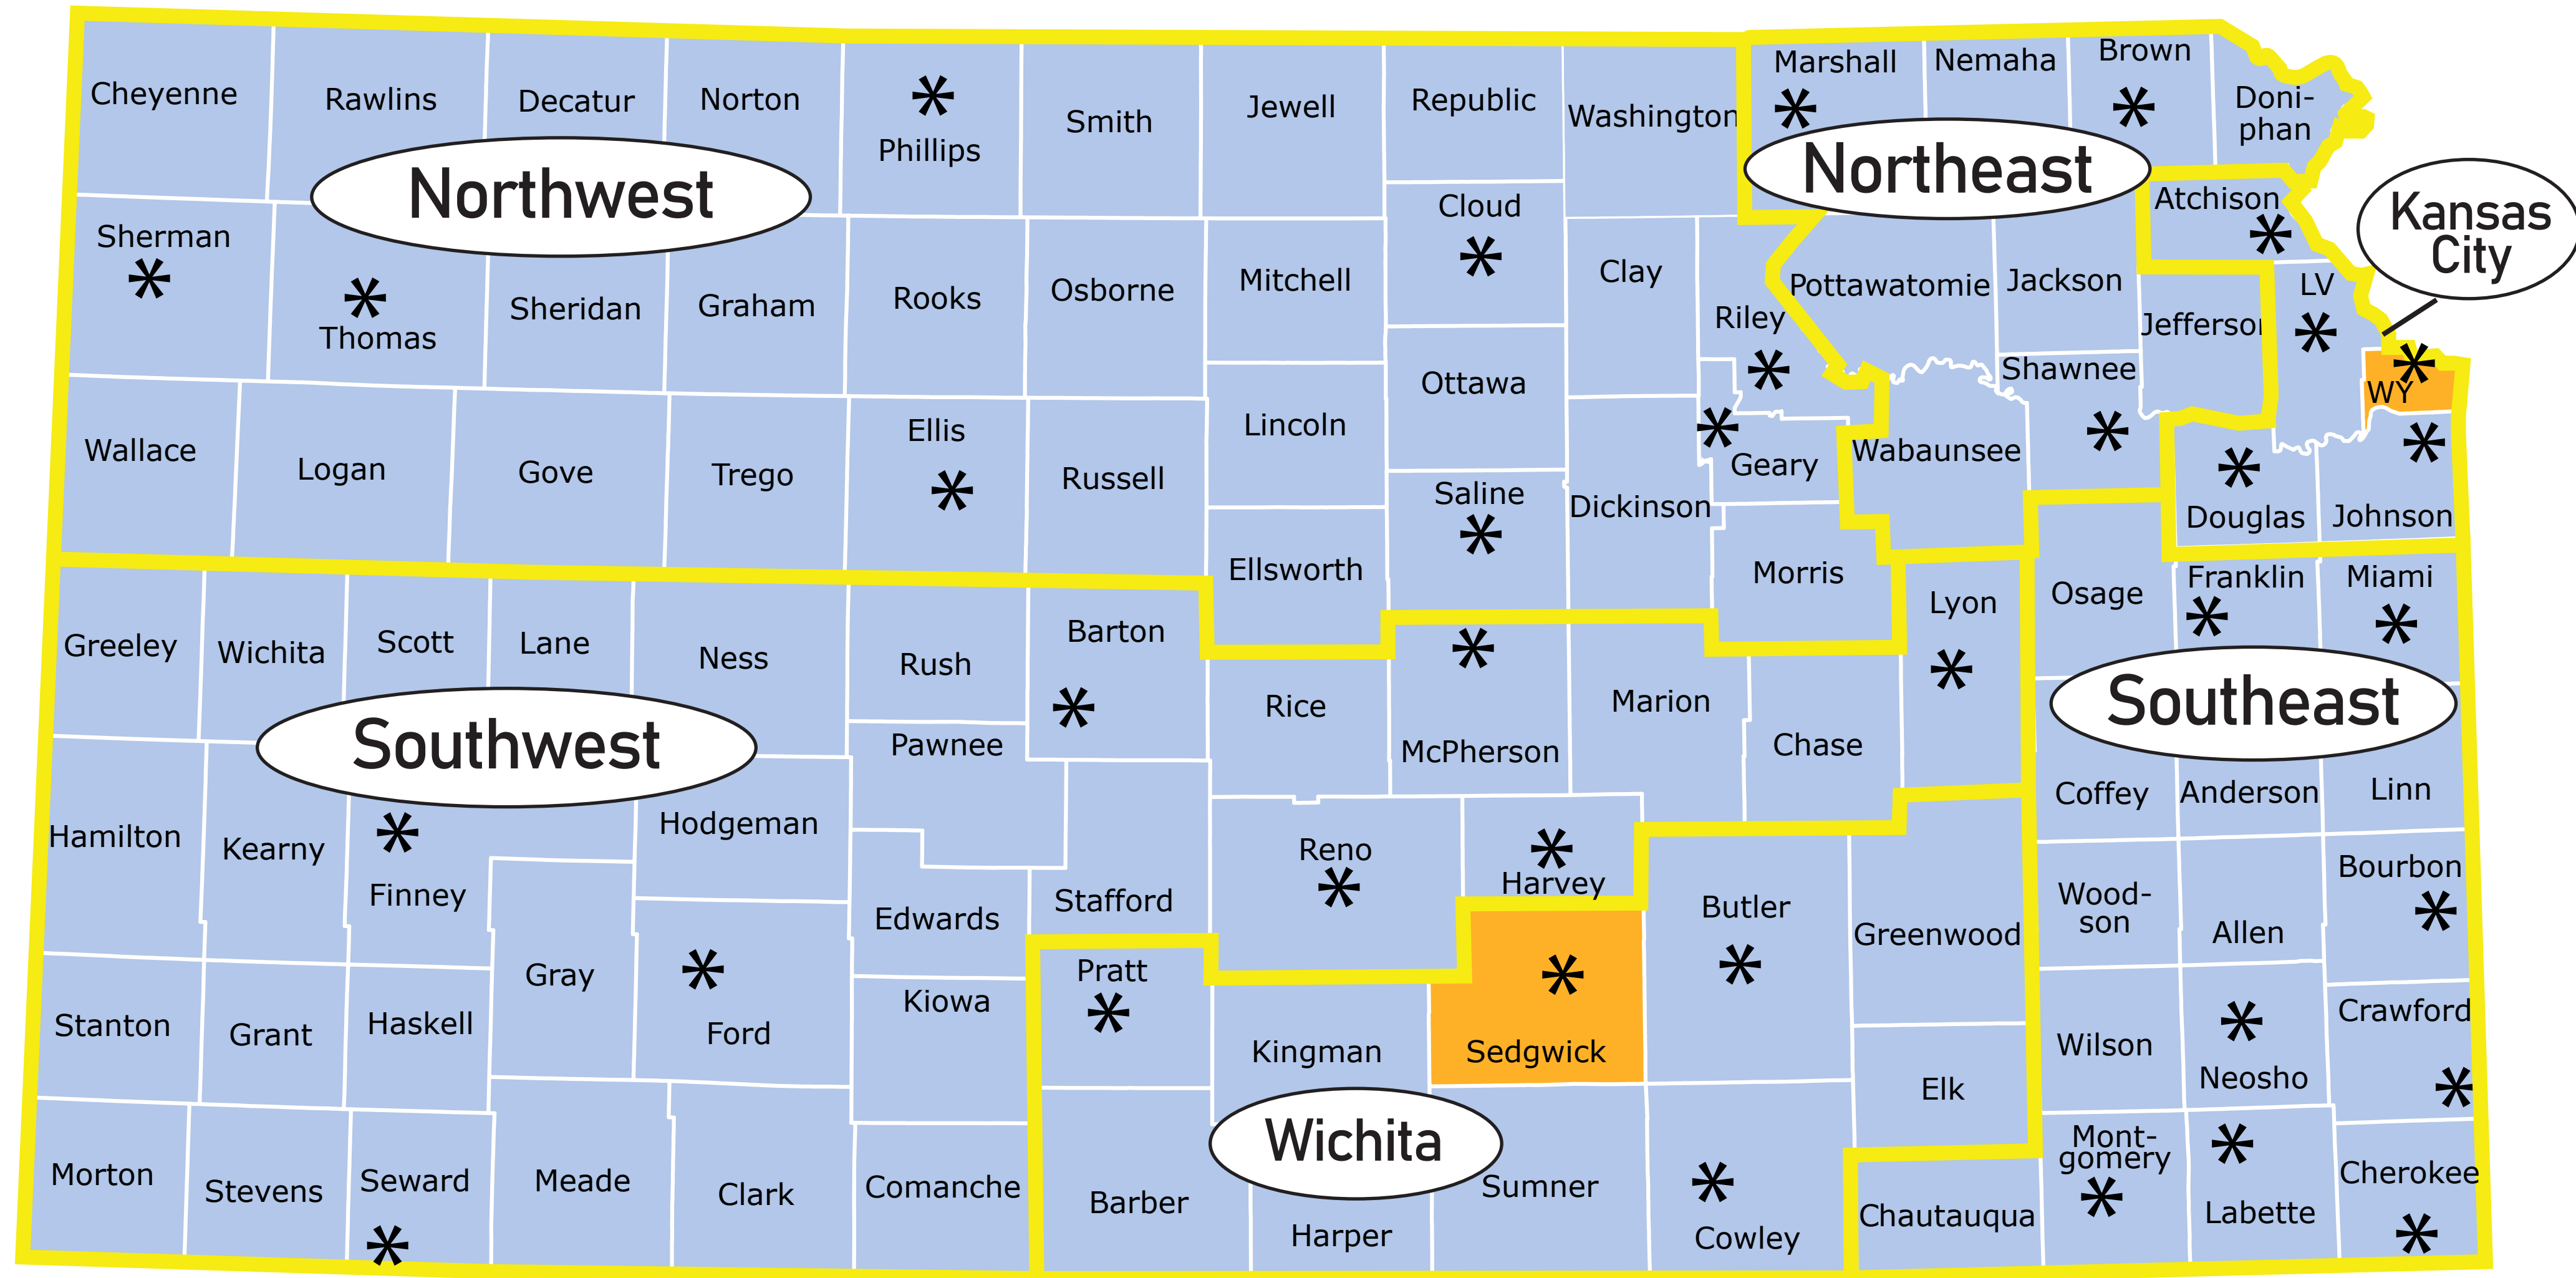 Cheyenne
Rawlins
Decatur
Norton
*
Phillips
Smith
Jewell
Republic
Washington
Marshall
*
Nemaha
Brown
*
Doni-
phan
Northwest
Northeast
Sherman
*
*
Thomas
Sheridan
Graham
Rooks
Osborne
Mitchell
Cloud
*
Clay
Riley
*
Pottawatomie
Jackson
Atchison
*
Kansas
City
Jefferson
LV
*
*
WY
Wallace
Logan
Gove
Trego
Ellis
*
Russell
Lincoln
Ottawa
Saline
*
Dickinson
*
Geary
Wabaunsee
Shawnee
*
*
Douglas
*
Johnson
Ellsworth
Morris
Greeley
Wichita
Scott
Lane
Ness
Rush
Barton
*
Rice
*
McPherson
Marion
Chase
Lyon
*
Osage
Franklin
*
Miami
*
Southwest
Southeast
Pawnee
Hamilton
Kearny
*
Finney
Hodgeman
Stafford
Reno
*
*
Harvey
Coffey
Anderson
Linn
Edwards
Gray
*
Ford
Butler
*
Greenwood
Wood-
son
Allen
Bourbon
*
Stanton
Grant
Haskell
Kiowa
Pratt
*
Kingman
*
Sedgwick
Elk
Wilson
*
Neosho
Crawford
*
Wichita
Morton
Stevens
Seward
*
Meade
Clark
Comanche
Barber
Harper
Sumner
*
Cowley
Chautauqua
Mont-
gomery
*
*
Labette
Cherokee
*